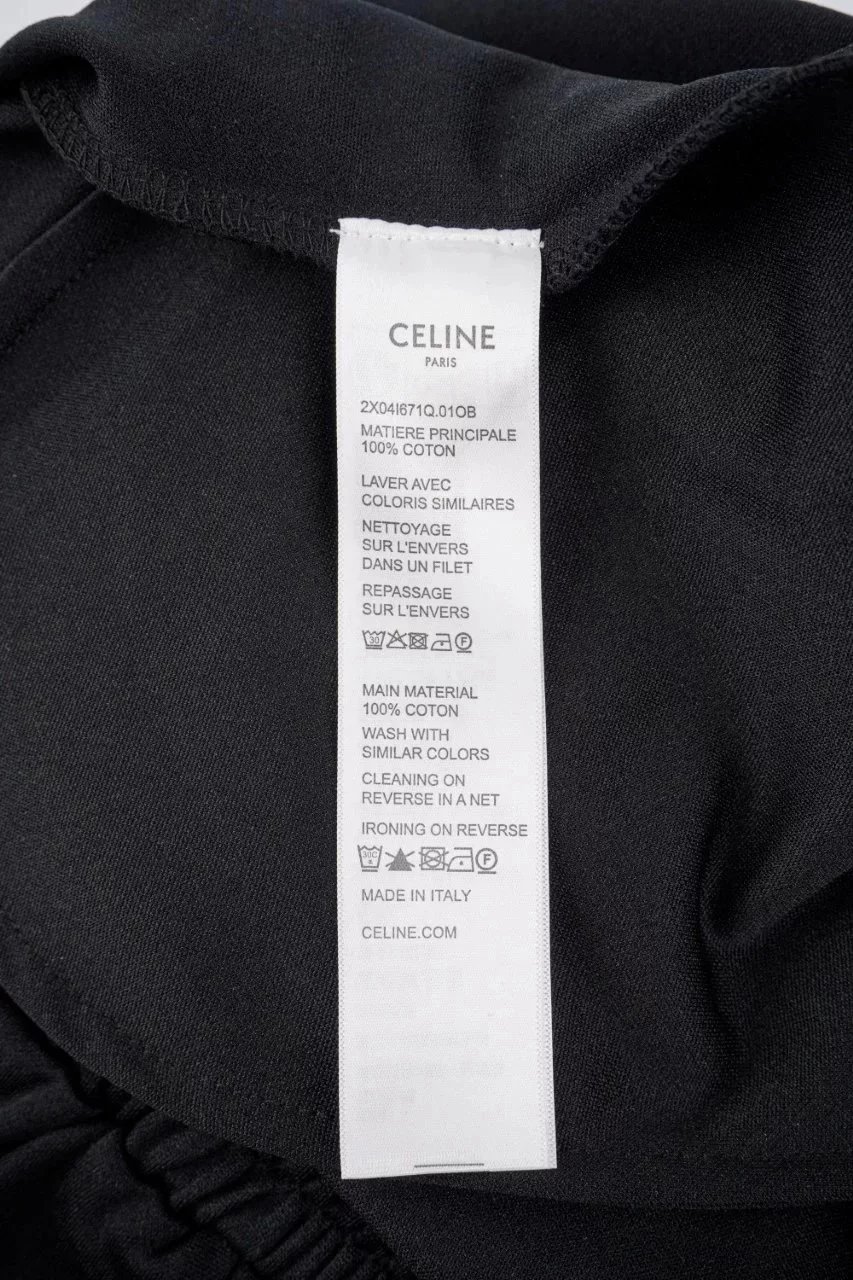 CELINE
PARIS
2X04I671Q.01OB
MATIERE PRINCIPALE
100% COTON
LAVER AVEC
COLORIS SIMILAIRES
NETTOYAGE
SUR L'ENVERS
DANS UN FILET
REPASSAGE
SUR L'ENVERS
30 F
MAIN MATERIAL
100% COTON
WASH WITH
SIMILAR COLORS
CLEANING ON
REVERSE IN A NET
IRONING ON REVERSE
30C F
MADE IN ITALY
CELINE.COM